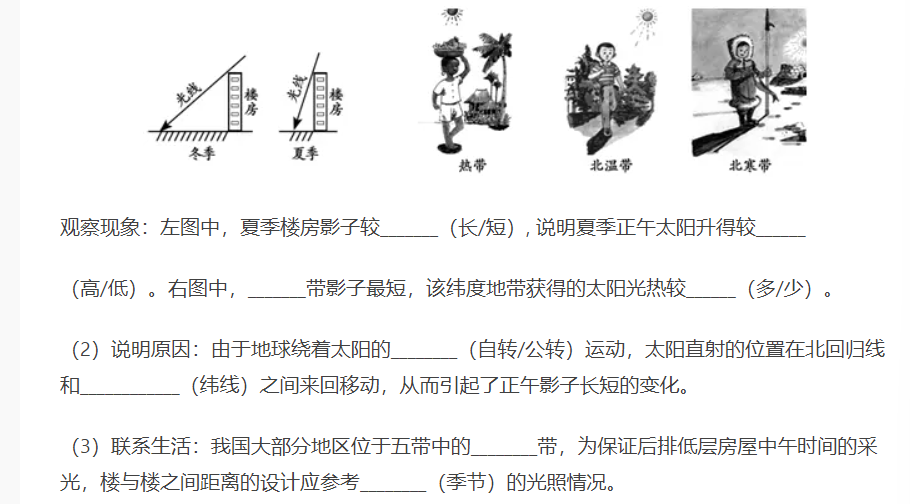 光线 楼房 光线 楼房
冬季 夏季 热带 北温带 北寒带
观察现象：左图中，夏季楼房影子较______（长/短）, 说明夏季正午太阳升得较_____
（高/低）。右图中，______带影子最短，该纬度地带获得的太阳光热较_____（多/少）。
（2）说明原因：由于地球绕着太阳的_______（自转/公转）运动，太阳直射的位置在北回归线
和__________（纬线）之间来回移动，从而引起了正午影子长短的变化。
（3）联系生活：我国大部分地区位于五带中的_______带，为保证后排低层房屋中午时间的采
光，楼与楼之间距离的设计应参考_______（季节）的光照情况。